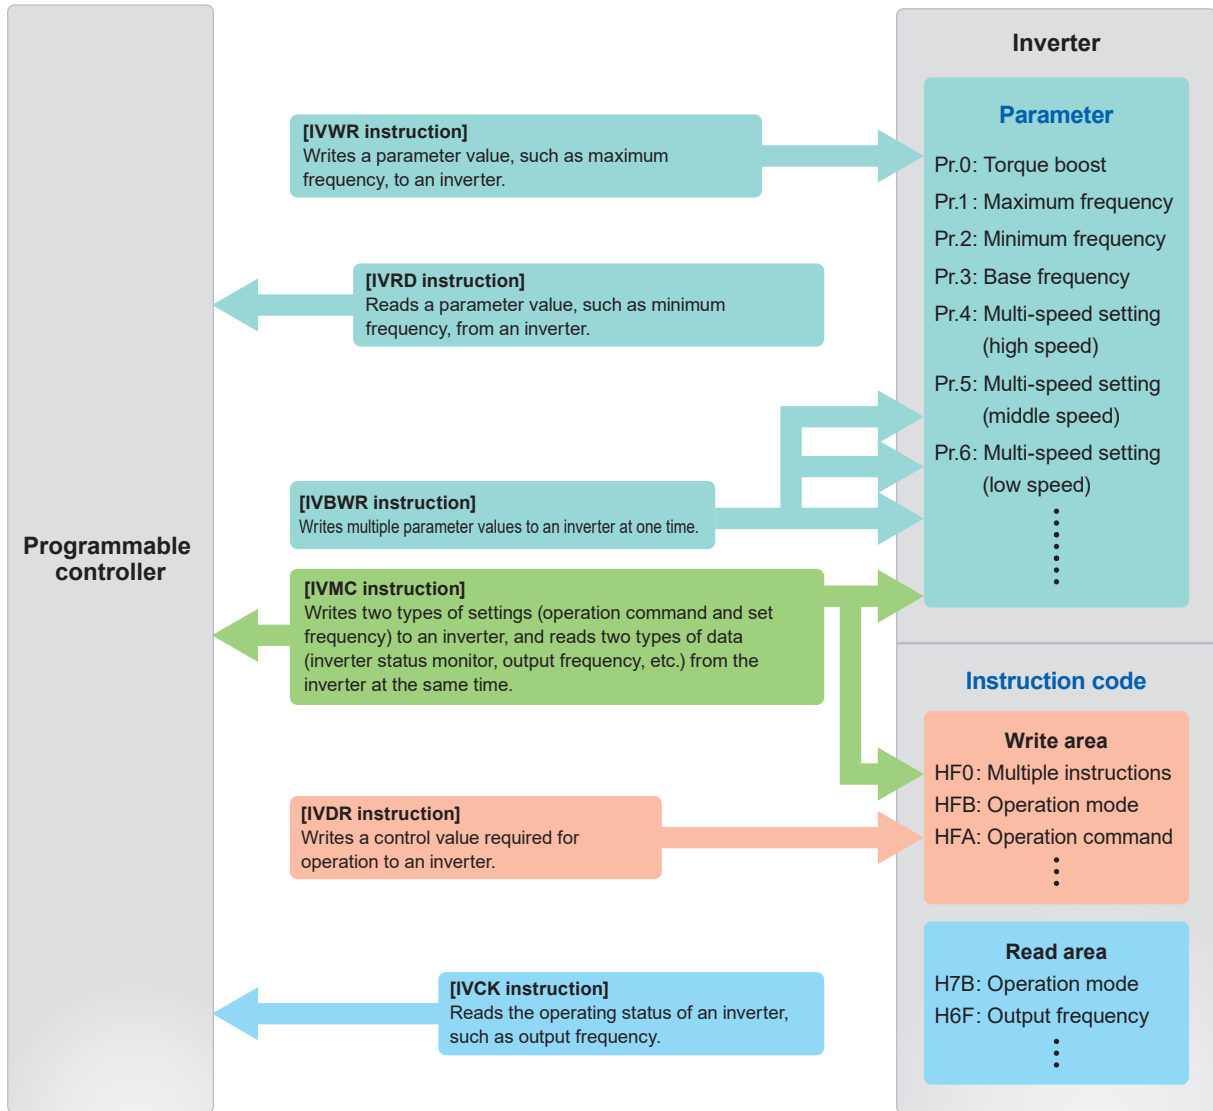 Programmable
controller
[IVWR instruction]
Writes a parameter value, such as maximum
frequency, to an inverter.
[IVRD instruction]
Reads a parameter value, such as minimum
frequency, from an inverter.
[IVBWR instruction]
Writes multiple parameter values to an inverter at one time.
[IVMC instruction]
Writes two types of settings (operation command and set
frequency) to an inverter, and reads two types of data
(inverter status monitor, output frequency, etc.) from the
inverter at the same time.
[IVDR instruction]
Writes a control value required for
operation to an inverter.
[IVCK instruction]
Reads the operating status of an inverter,
such as output frequency.
Inverter
Parameter
Pr.0: Torque boost
Pr.1: Maximum frequency
Pr.2: Minimum frequency
Pr.3: Base frequency
Pr.4: Multi-speed setting
(high speed)
Pr.5: Multi-speed setting
(middle speed)
Pr.6: Multi-speed setting
(low speed)
Instruction code
Write area
HF0: Multiple instructions
HFB: Operation mode
HFA: Operation command
Read area
H7B: Operation mode
H6F: Output frequency